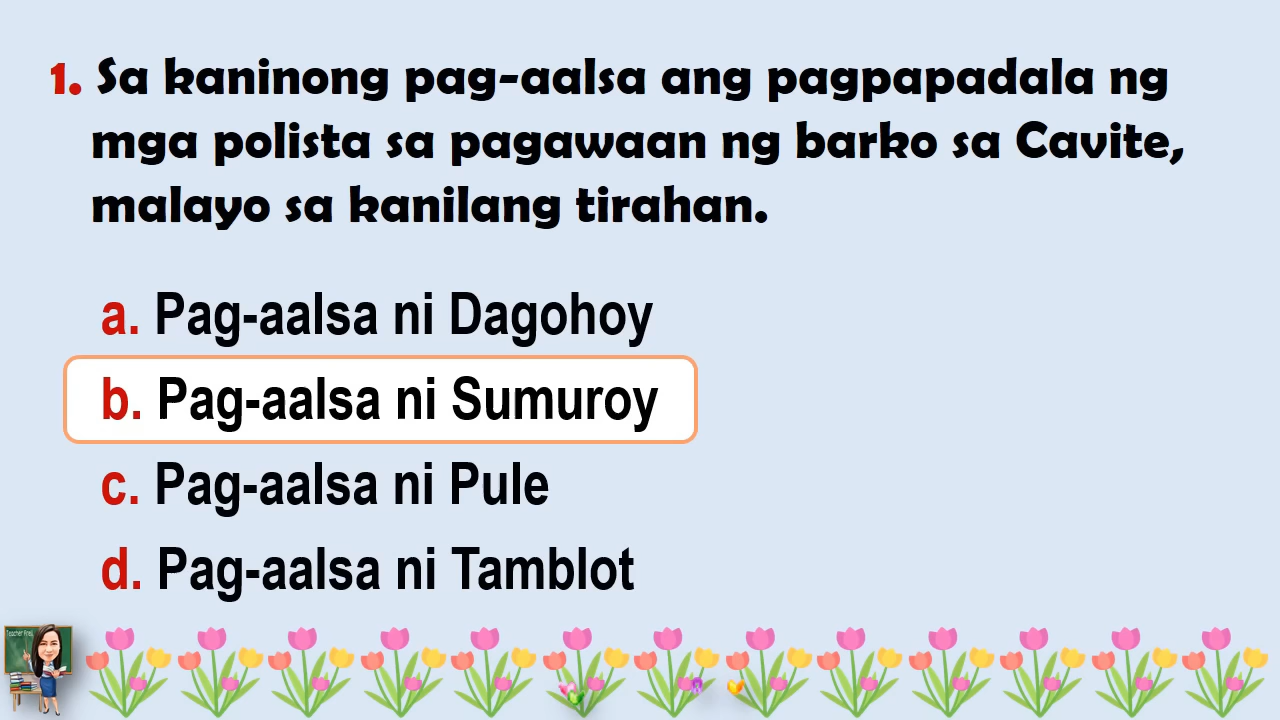 1. Sa kaninong pag-aalsa ang pagpapadala ng
mga polista sa pagawaan ng barko sa Cavite,
malayo sa kanilang tirahan.
a. Pag-aalsa ni Dagohoy
b. Pag-aalsa ni Sumuroy
c. Pag-aalsa ni Pule
d. Pag-aalsa ni Tamblot